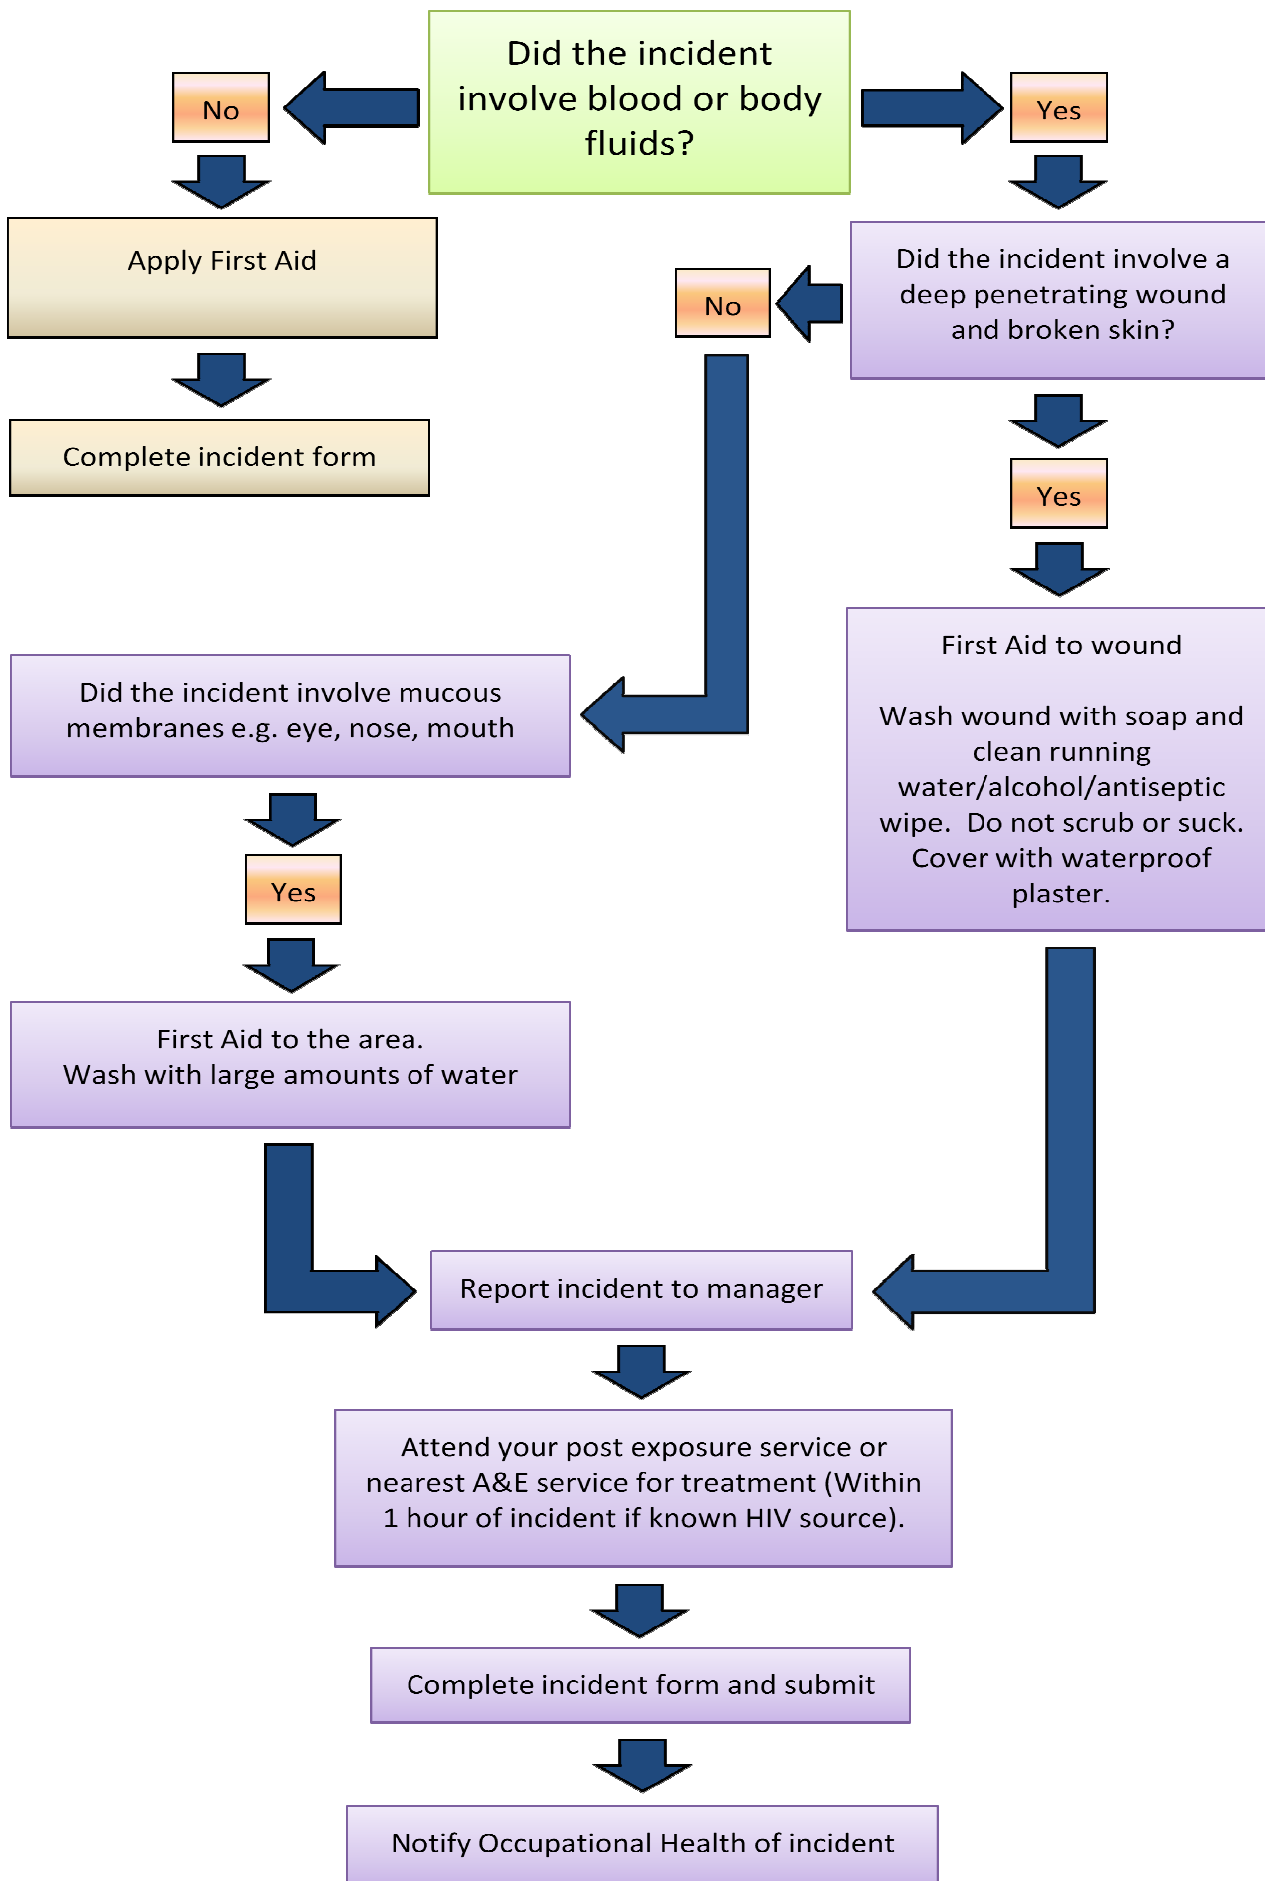 Did the incident
involve blood or body
fluids?
No
Yes
Apply First Aid
Complete incident form
Did the incident involve a
deep penetrating wound
and broken skin?
No
Yes
First Aid to wound
Wash wound with soap and
clean running
water/alcohol/antiseptic
wipe.  Do not scrub or suck.
Cover with waterproof
plaster.
Did the incident involve mucous
membranes e.g. eye, nose, mouth
Yes
First Aid to the area.
Wash with large amounts of water
Report incident to manager
Attend your post exposure service or
nearest A&E service for treatment (Within
1 hour of incident if known HIV source).
Complete incident form and submit
Notify Occupational Health of incident